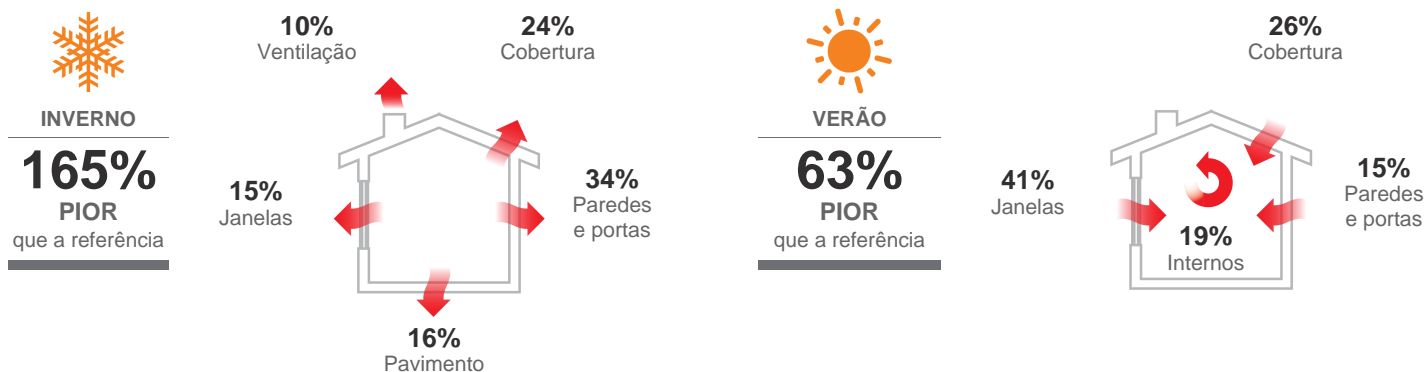 INVERNO
165%
PIOR
que a referência
10%
Ventilação
24%
Cobertura
15%
Janelas
34%
Paredes
e portas
16%
Pavimento
VERÃO
63%
PIOR
que a referência
26%
Cobertura
41%
Janelas
15%
Paredes
e portas
19%
Internos